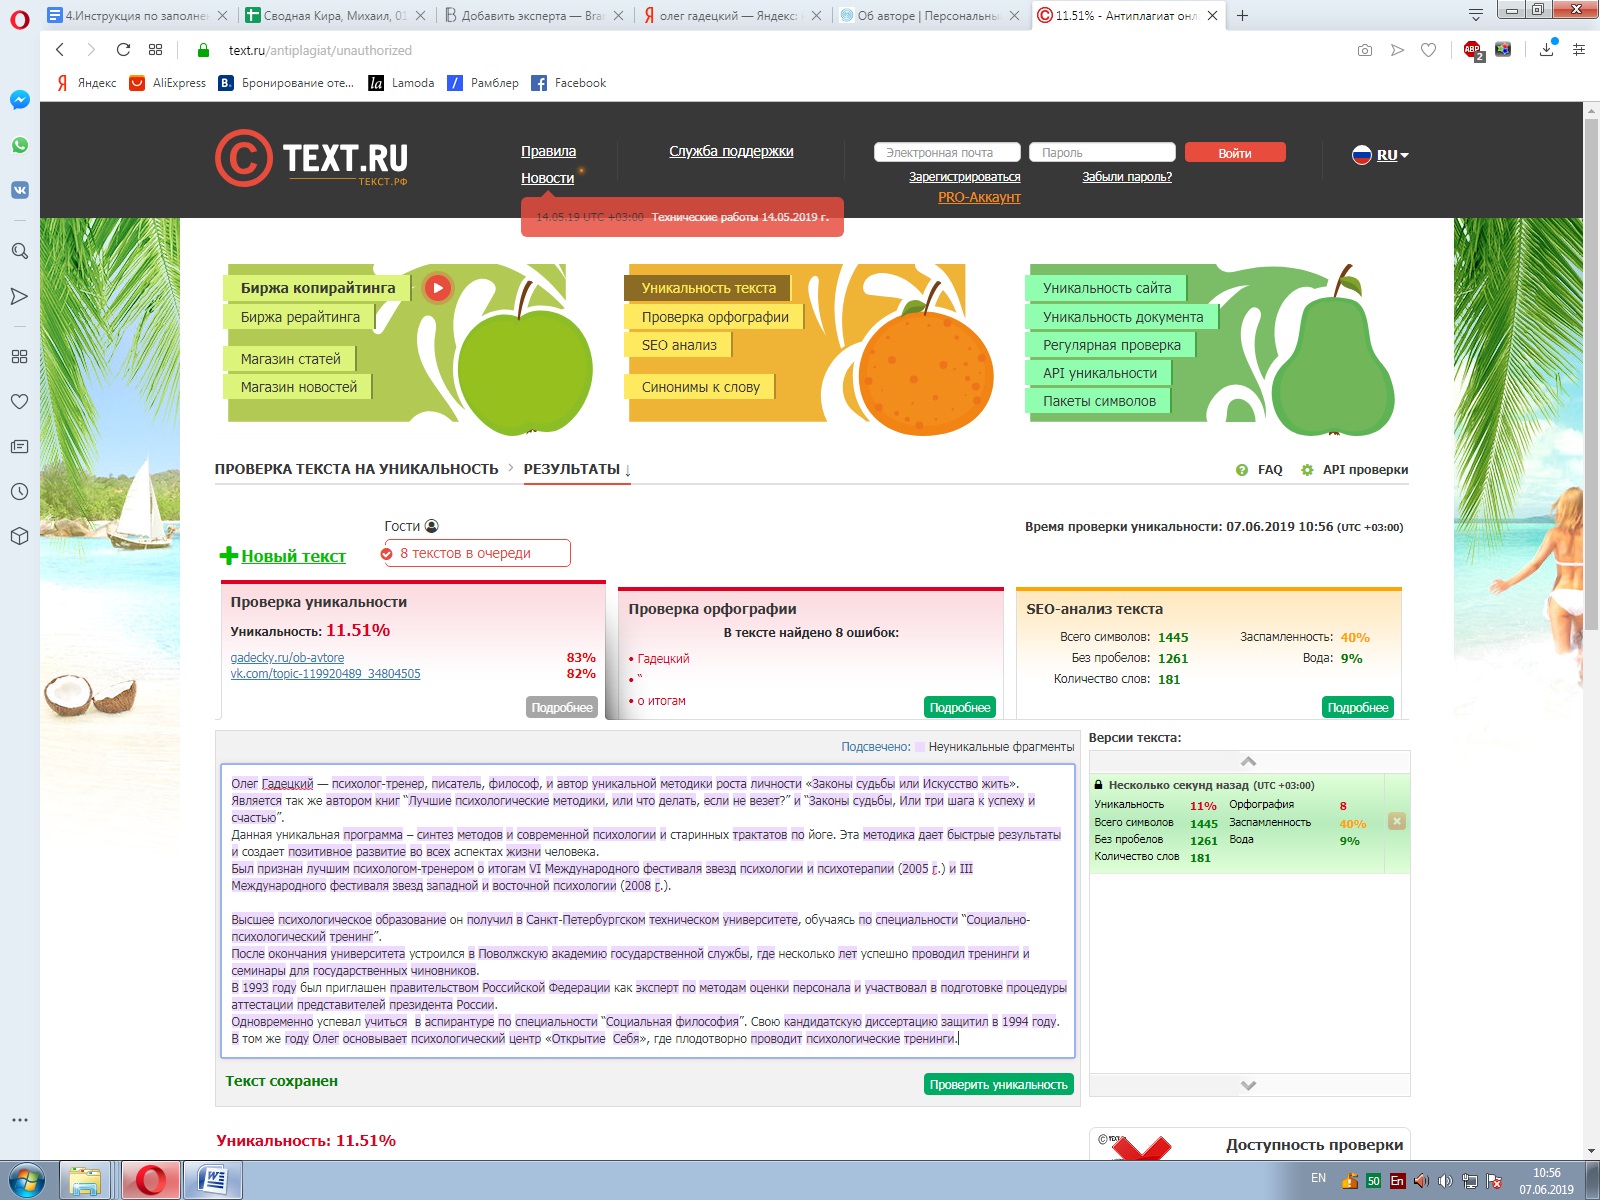 4.Инструкция по заполнен
Сводная Кира, Михаил, 01
Добавить эксперта — Bran
олег гадецкий — Яндекс:
Об авторе | Персональны
11.51% - Антиплагиат онл
text.ru/antiplagiat/unauthorized
ABP
2
Яндекс
AliExpress
B.
Бронирование оте...
la
Lamoda
Рамблер
Facebook
TEXT.RU
ТЕКСТ.РФ
Правила
Новости
Служба поддержки
Электронная почта
Пароль
Войти
Зарегистрироваться
Забыли пароль?
PRO-Аккаунт
RU
14.05.19 UTC +03:00 Технические работы 14.05.2019 г.
Биржа копирайтинга
Биржа рерайтинга
Магазин статей
Магазин новостей
Уникальность текста
Проверка орфографии
SEO анализ
Синонимы к слову
Уникальность сайта
Уникальность документа
Регулярная проверка
API уникальности
Пакеты символов
ПРОВЕРКА ТЕКСТА НА УНИКАЛЬНОСТЬ
РЕЗУЛЬТАТЫ ↓
FAQ
API проверки
Гости
Время проверки уникальности: 07.06.2019 10:56 (UTC +03:00)
Новый текст
8 текстов в очереди
Проверка уникальности
Уникальность: 11.51%
gadecky.ru/ob-avtore 83%
vk.com/topic-119920489_34804505 82%
Подробнее
Проверка орфографии
В тексте найдено 8 ошибок:
• Гадецкий
• “
• о итогам
Подробнее
SEO-анализ текста
Всего символов: 1445 Заспамленность: 40%
Без пробелов: 1261 Вода: 9%
Количество слов: 181
Подробнее
Подсвечено: Неуникальные фрагменты
Олег Гадецкий — психолог-тренер, писатель, философ, и автор уникальной методики роста личности «Законы судьбы или Искусство жить».
Является так же автором книг “Лучшие психологические методики, или что делать, если не везет?” и “Законы судьбы, Или три шага к успеху и
счастью”.
Данная уникальная программа – синтез методов и современной психологии и старинных трактатов по йоге. Эта методика дает быстрые результаты
и создает позитивное развитие во всех аспектах жизни человека.
Был признан лучшим психологом-тренером о итогам VI Международного фестиваля звезд психологии и психотерапии (2005 г.) и III
Международного фестиваля звезд западной и восточной психологии (2008 г.).
Высшее психологическое образование он получил в Санкт-Петербургском техническом университете, обучаясь по специальности “Социально-
психологический тренинг”.
После окончания университета устроился в Поволжскую академию государственной службы, где несколько лет успешно проводил тренинги и
семинары для государственных чиновников.
В 1993 году был приглашен правительством Российской Федерации как эксперт по методам оценки персонала и участвовал в подготовке процедуры
аттестации представителей президента России.
Одновременно успевал учиться  в аспирантуре по специальности “Социальная философия”. Свою кандидатскую диссертацию защитил в 1994 году.
В том же году Олег основывает психологический центр «Открытие  Себя», где плодотворно проводит психологические тренинги.
Текст сохранен
Проверить уникальность
Версии текста:
Несколько секунд назад (UTC +03:00)
Уникальность 11% Орфография 8
Всего символов 1445 Заспамленность 40%
Без пробелов 1261 Вода 9%
Количество слов 181
Уникальность: 11.51%
Доступность проверки
EN
50
En
10:56
07.06.2019